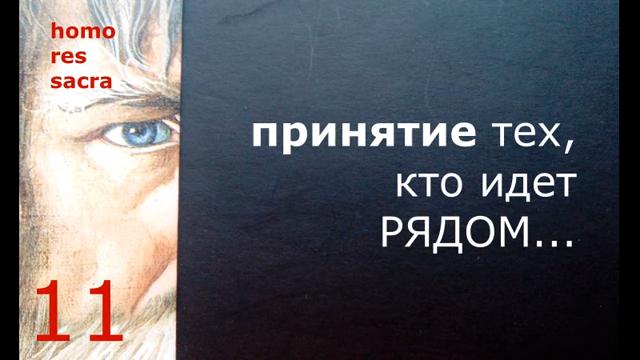 homo
res
sacra
принятие тех,
кто идет
РЯДОМ...
11